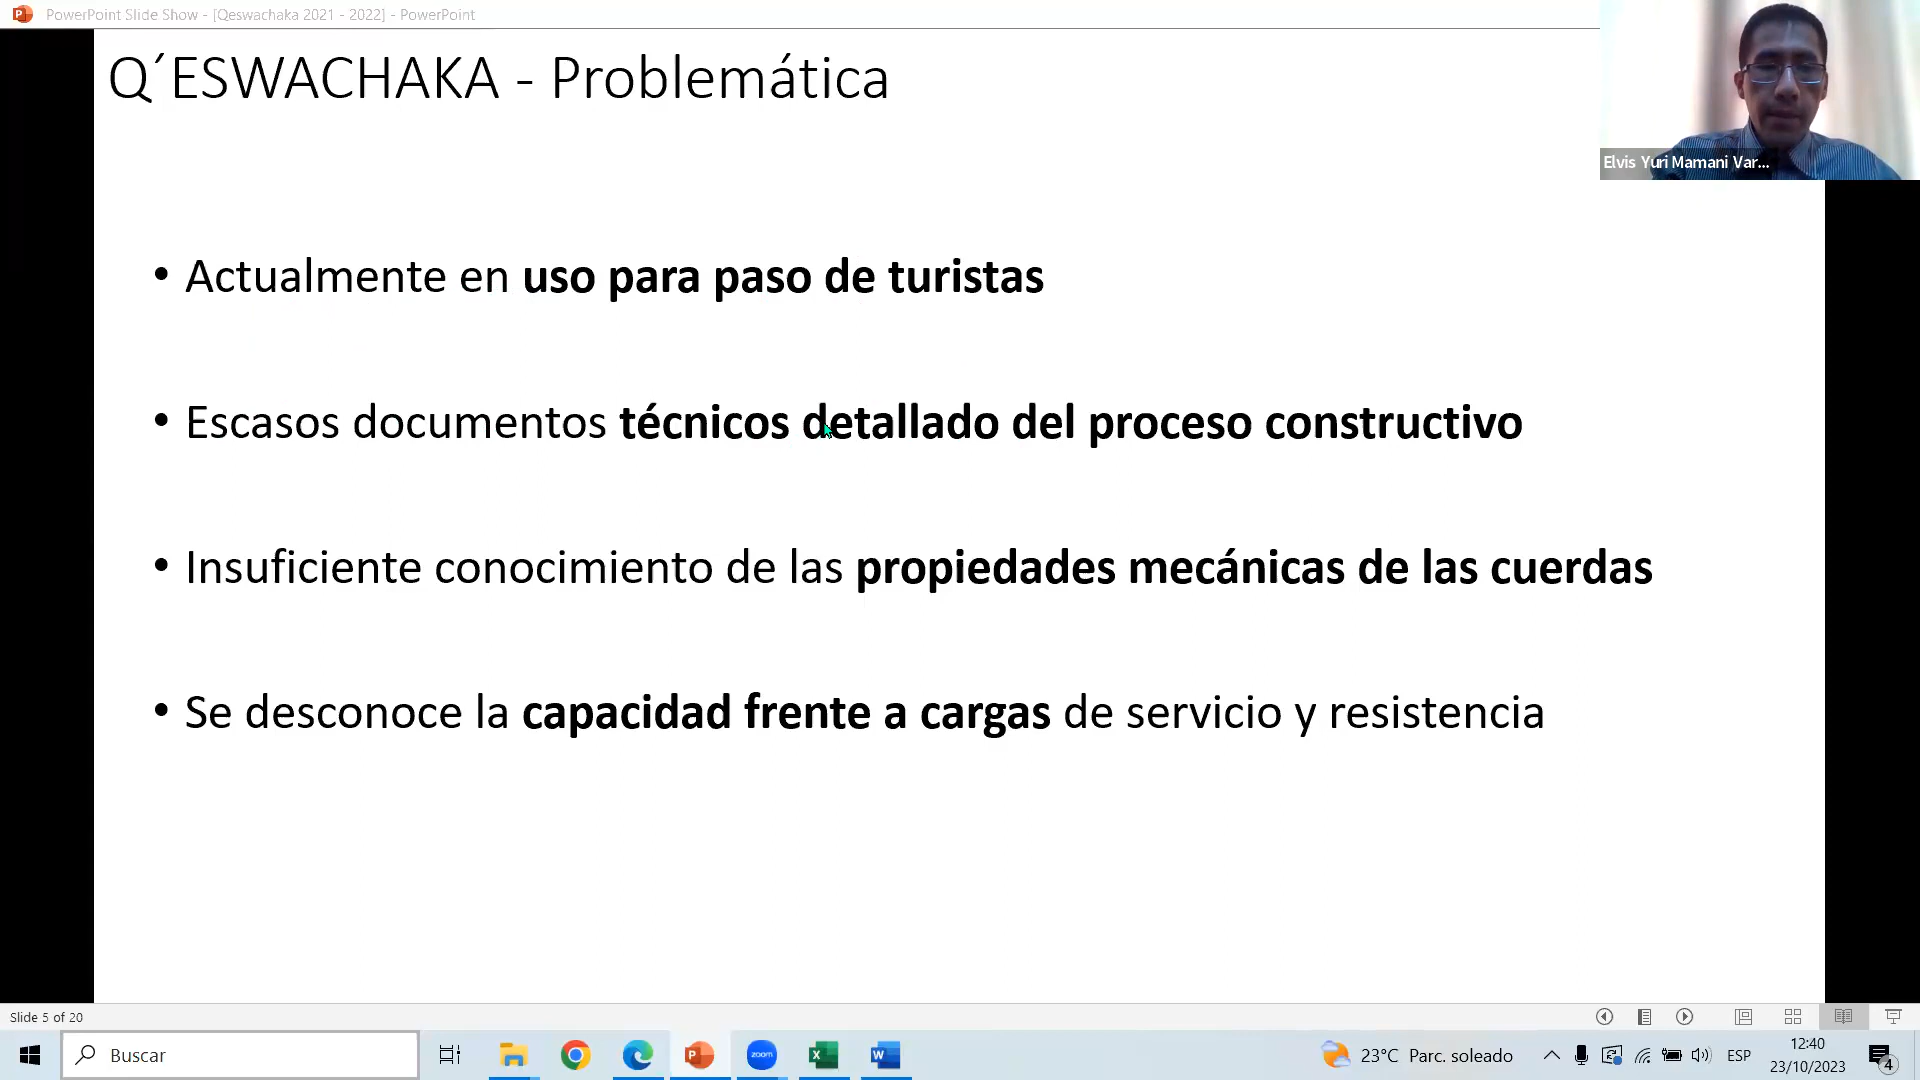 PowerPoint Slide Show - [Qeswachaka 2021 - 2022] - PowerPoint
Q´ESWACHAKA - Problemática
Elvis Yuri Mamani Var...
• Actualmente en uso para paso de turistas
• Escasos documentos técnicos detallado del proceso constructivo
• Insuficiente conocimiento de las propiedades mecánicas de las cuerdas
• Se desconoce la capacidad frente a cargas de servicio y resistencia
Slide 5 of 20
Buscar
zoom
23°C Parc. soleado
ESP
12:40
23/10/2023
4